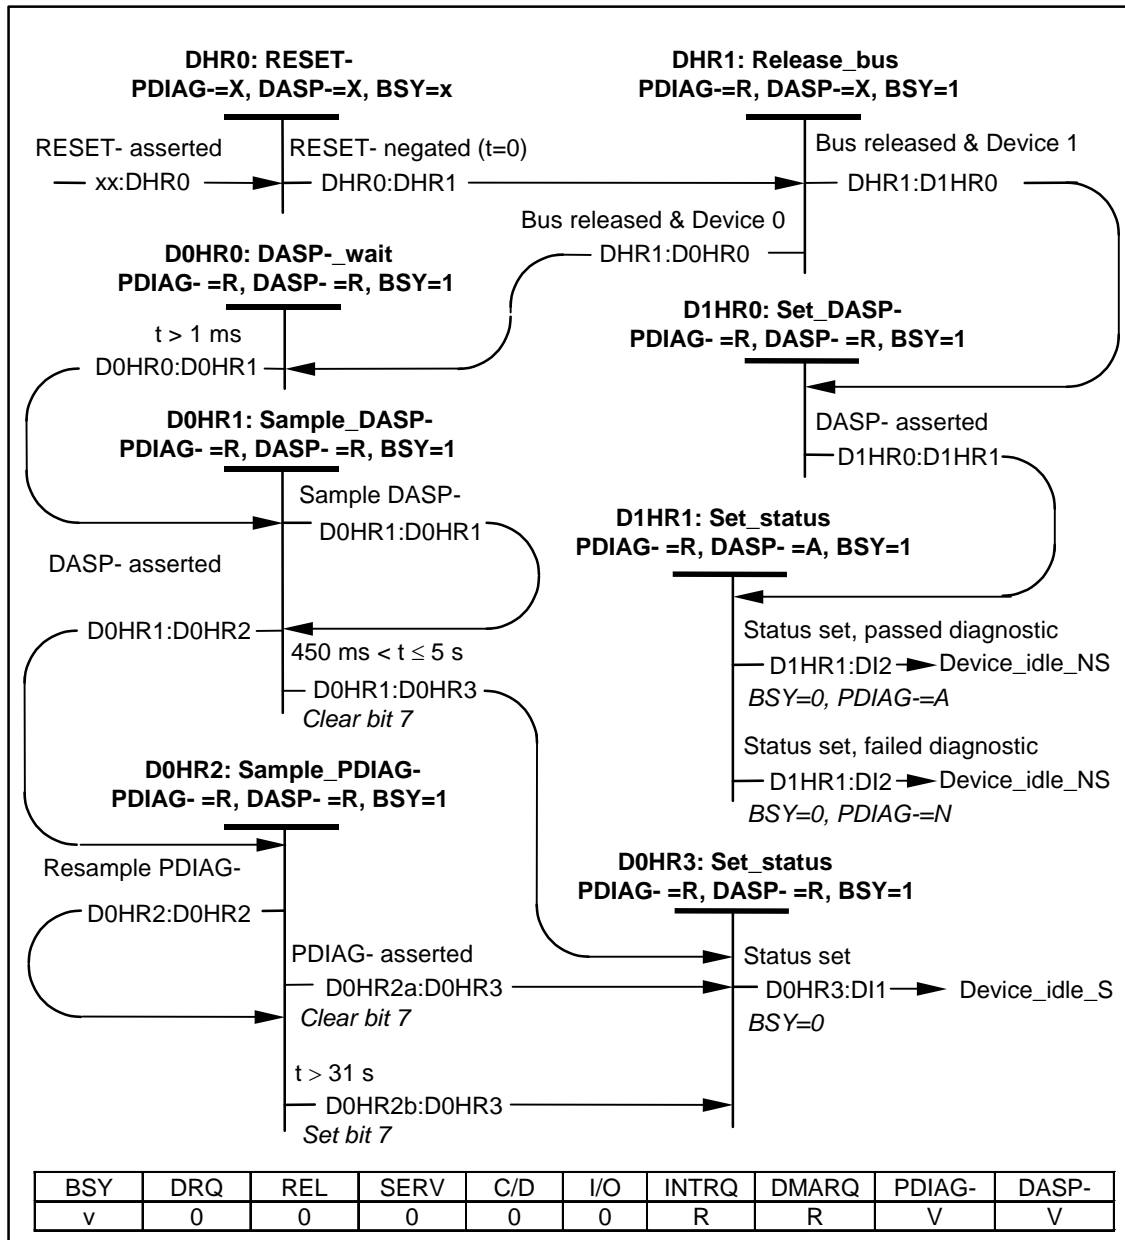 DHR0: RESET-
PDIAG-=X, DASP-=X, BSY=x
RESET- asserted
xx:DHR0
RESET- negated (t=0)
DHR0:DHR1
DHR1: Release_bus
PDIAG-=R, DASP-=X, BSY=1
Bus released & Device 1
DHR1:D1HR0
Bus released & Device 0
DHR1:D0HR0
D0HR0: DASP-_wait
PDIAG- =R, DASP- =R, BSY=1
t > 1 ms
D0HR0:D0HR1
D1HR0: Set_DASP-
PDIAG- =R, DASP- =R, BSY=1
DASP- asserted
D1HR0:D1HR1
D0HR1: Sample_DASP-
PDIAG- =R, DASP- =R, BSY=1
Sample DASP-
D0HR1:D0HR1
DASP- asserted
D0HR1:D0HR2
450 ms < t ≤ 5 s
D0HR1:D0HR3
Clear bit 7
D1HR1: Set_status
PDIAG- =R, DASP- =A, BSY=1
Status set, passed diagnostic
D1HR1:DI2 Device_idle_NS
BSY=0, PDIAG-=A
Status set, failed diagnostic
D1HR1:DI2 Device_idle_NS
BSY=0, PDIAG-=N
D0HR2: Sample_PDIAG-
PDIAG- =R, DASP- =R, BSY=1
Resample PDIAG-
D0HR2:D0HR2
PDIAG- asserted
D0HR2a:D0HR3
Clear bit 7
t > 31 s
D0HR2b:D0HR3
Set bit 7
D0HR3: Set_status
PDIAG- =R, DASP- =R, BSY=1
Status set
D0HR3:DI1 Device_idle_S
BSY=0
BSY DRQ REL SERV C/D I/O INTRQ DMARQ PDIAG- DASP-
v 0 0 0 0 0 R R V V